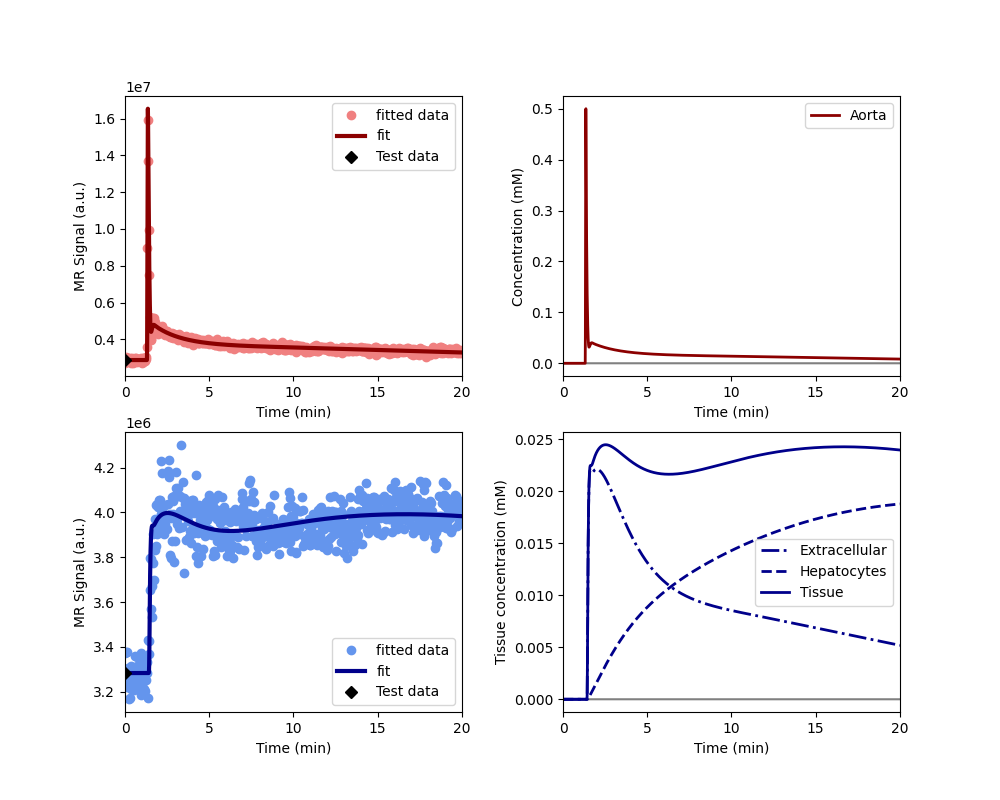 1e7
MR Signal (a.u.)
1.6
1.4
1.2
1.0
0.8
0.6
0.4
0 5 10 15 20
Time (min)
fitted data
fit
Test data
Concentration (mM)
0.5
0.4
0.3
0.2
0.1
0.0
0 5 10 15 20
Time (min)
Aorta
1e6
MR Signal (a.u.)
4.2
4.0
3.8
3.6
3.4
3.2
0 5 10 15 20
Time (min)
fitted data
fit
Test data
Tissue concentration (mM)
0.025
0.020
0.015
0.010
0.005
0.000
0 5 10 15 20
Time (min)
Extracellular
Hepatocytes
Tissue